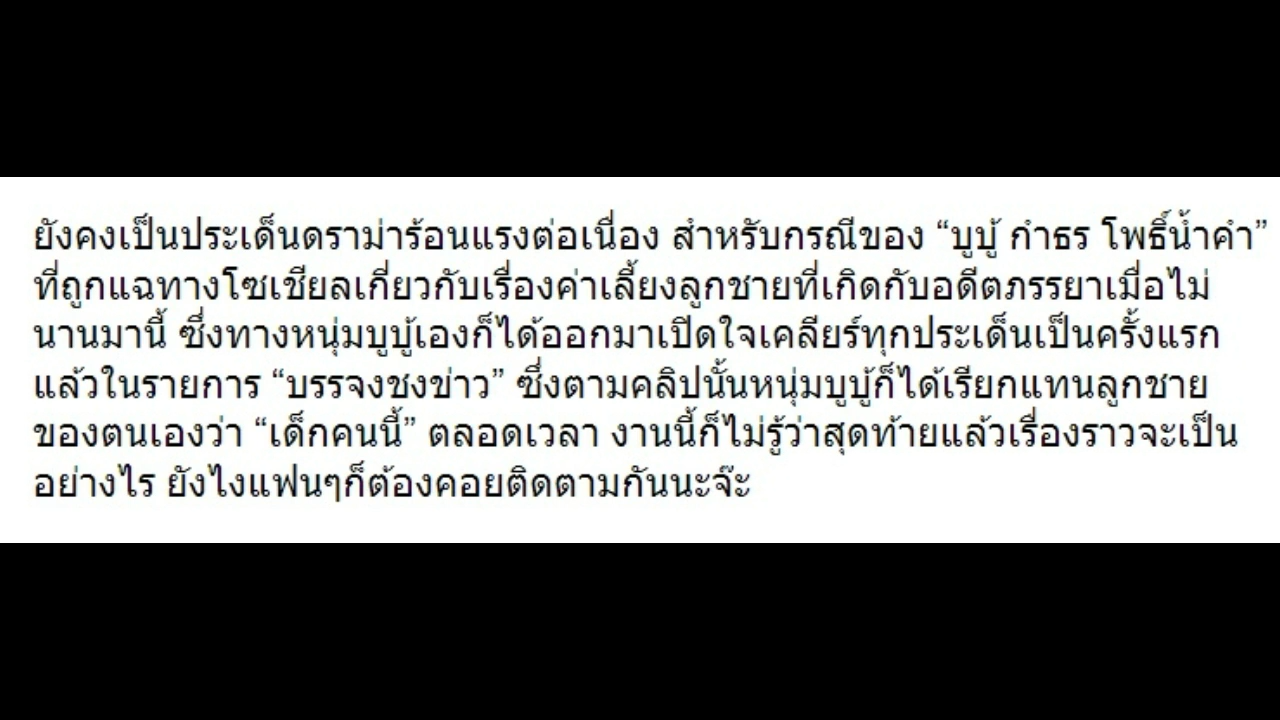 ยังคงเป็นประเด็นดราม่าร้อนแรงต่อเนื่อง สำหรับกรณีของ “บูบู้ กำธร โพธิ์น้ำคำ”
ที่ถูกแฉทางโซเชียลเกี่ยวกับเรื่องค่าเลี้ยงลูกชายที่เกิดกับอดีตภรรยาเมื่อไม่
นานมานี้ ซึ่งทางหนุ่มบูบู้เองก็ได้ออกมาเปิดใจเคลียร์ทุกประเด็นเป็นครั้งแรก
แล้วในรายการ “บรรจงชงข่าว” ซึ่งตามคลิปนั้นหนุ่มบูบู้ก็ได้เรียกแทนลูกชาย
ของตนเองว่า “เด็กคนนี้” ตลอดเวลา งานนี้ก็ไม่รู้ว่าสุดท้ายแล้วเรื่องราวจะเป็น
อย่างไร ยังไงแฟนๆก็ต้องคอยติดตามกันนะจ๊ะ